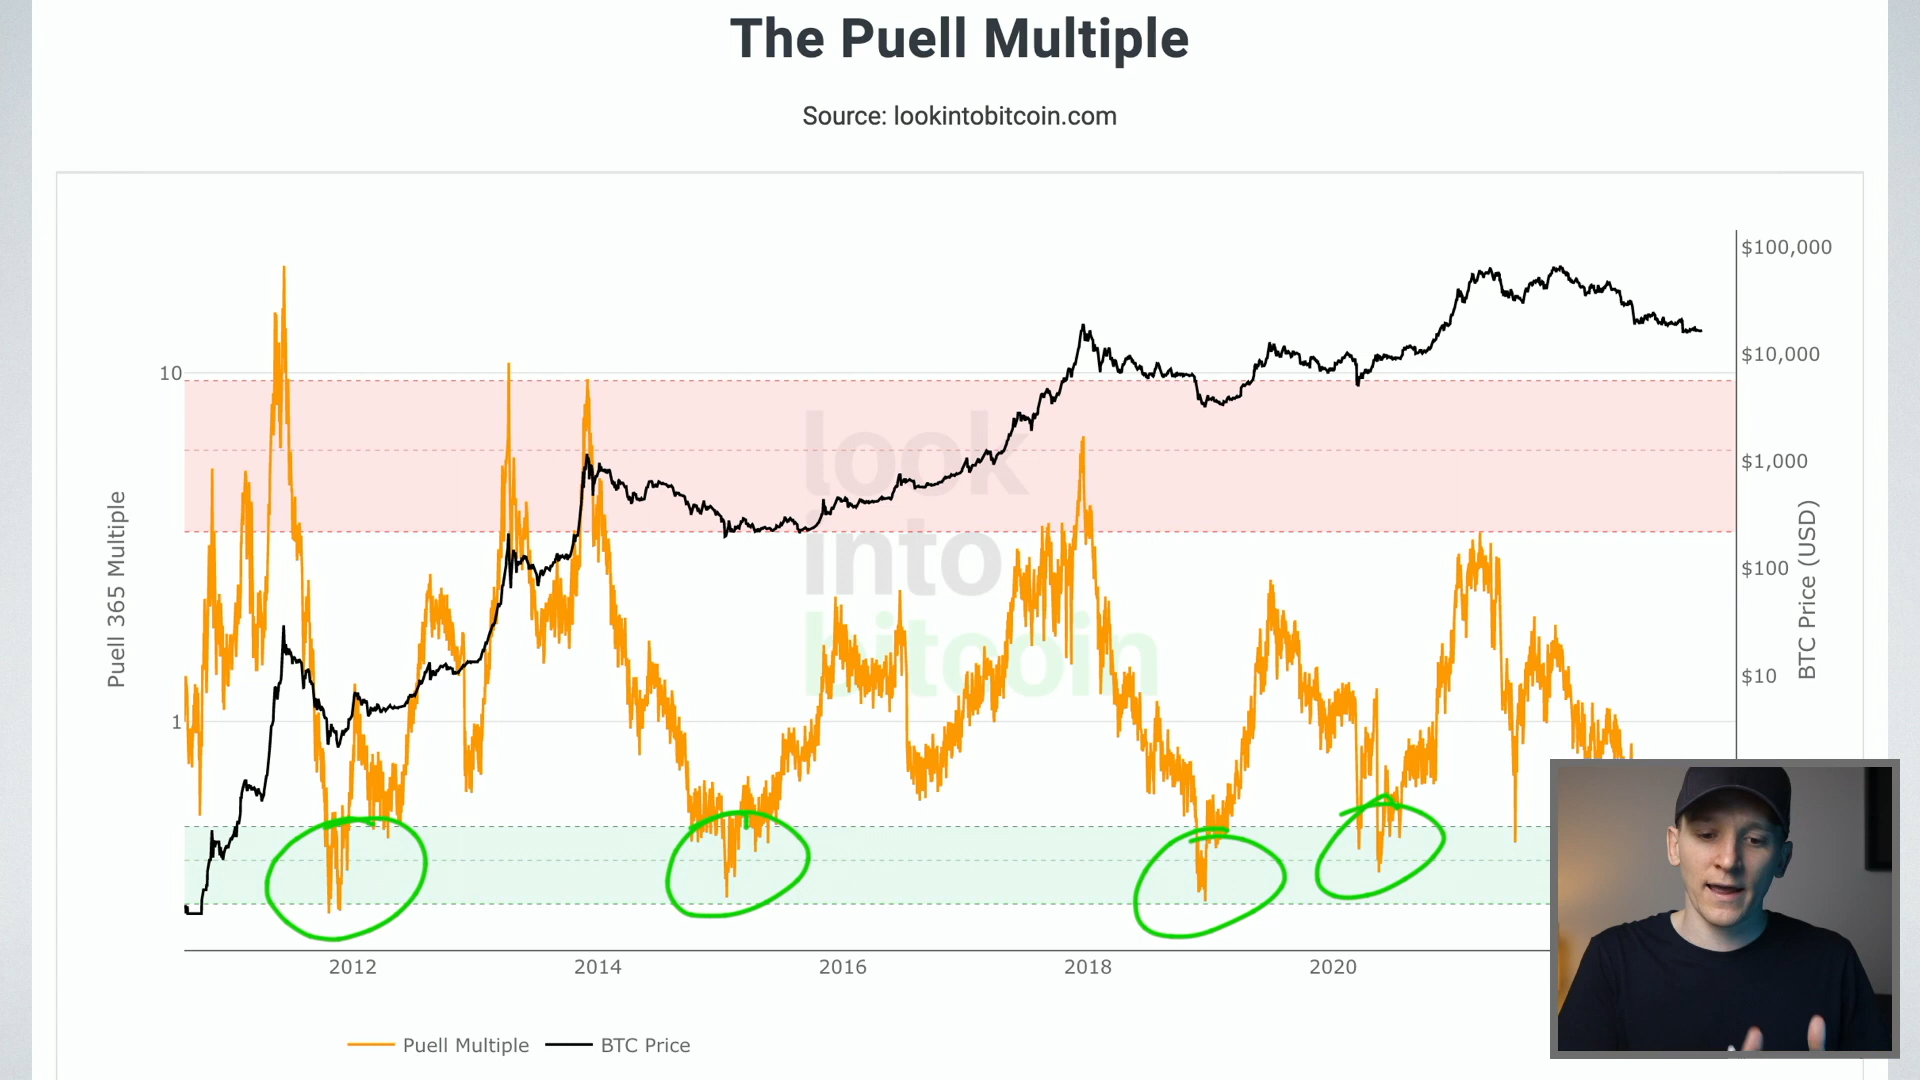 The Puell Multiple
Source: lookintobitcoin.com
look
into
bitcoin
Puell 365 Multiple
10
1
$100,000
$10,000
$1,000
$100
$10
BTC Price (USD)
2012
2014
2016
2018
2020
Puell Multiple
BTC Price